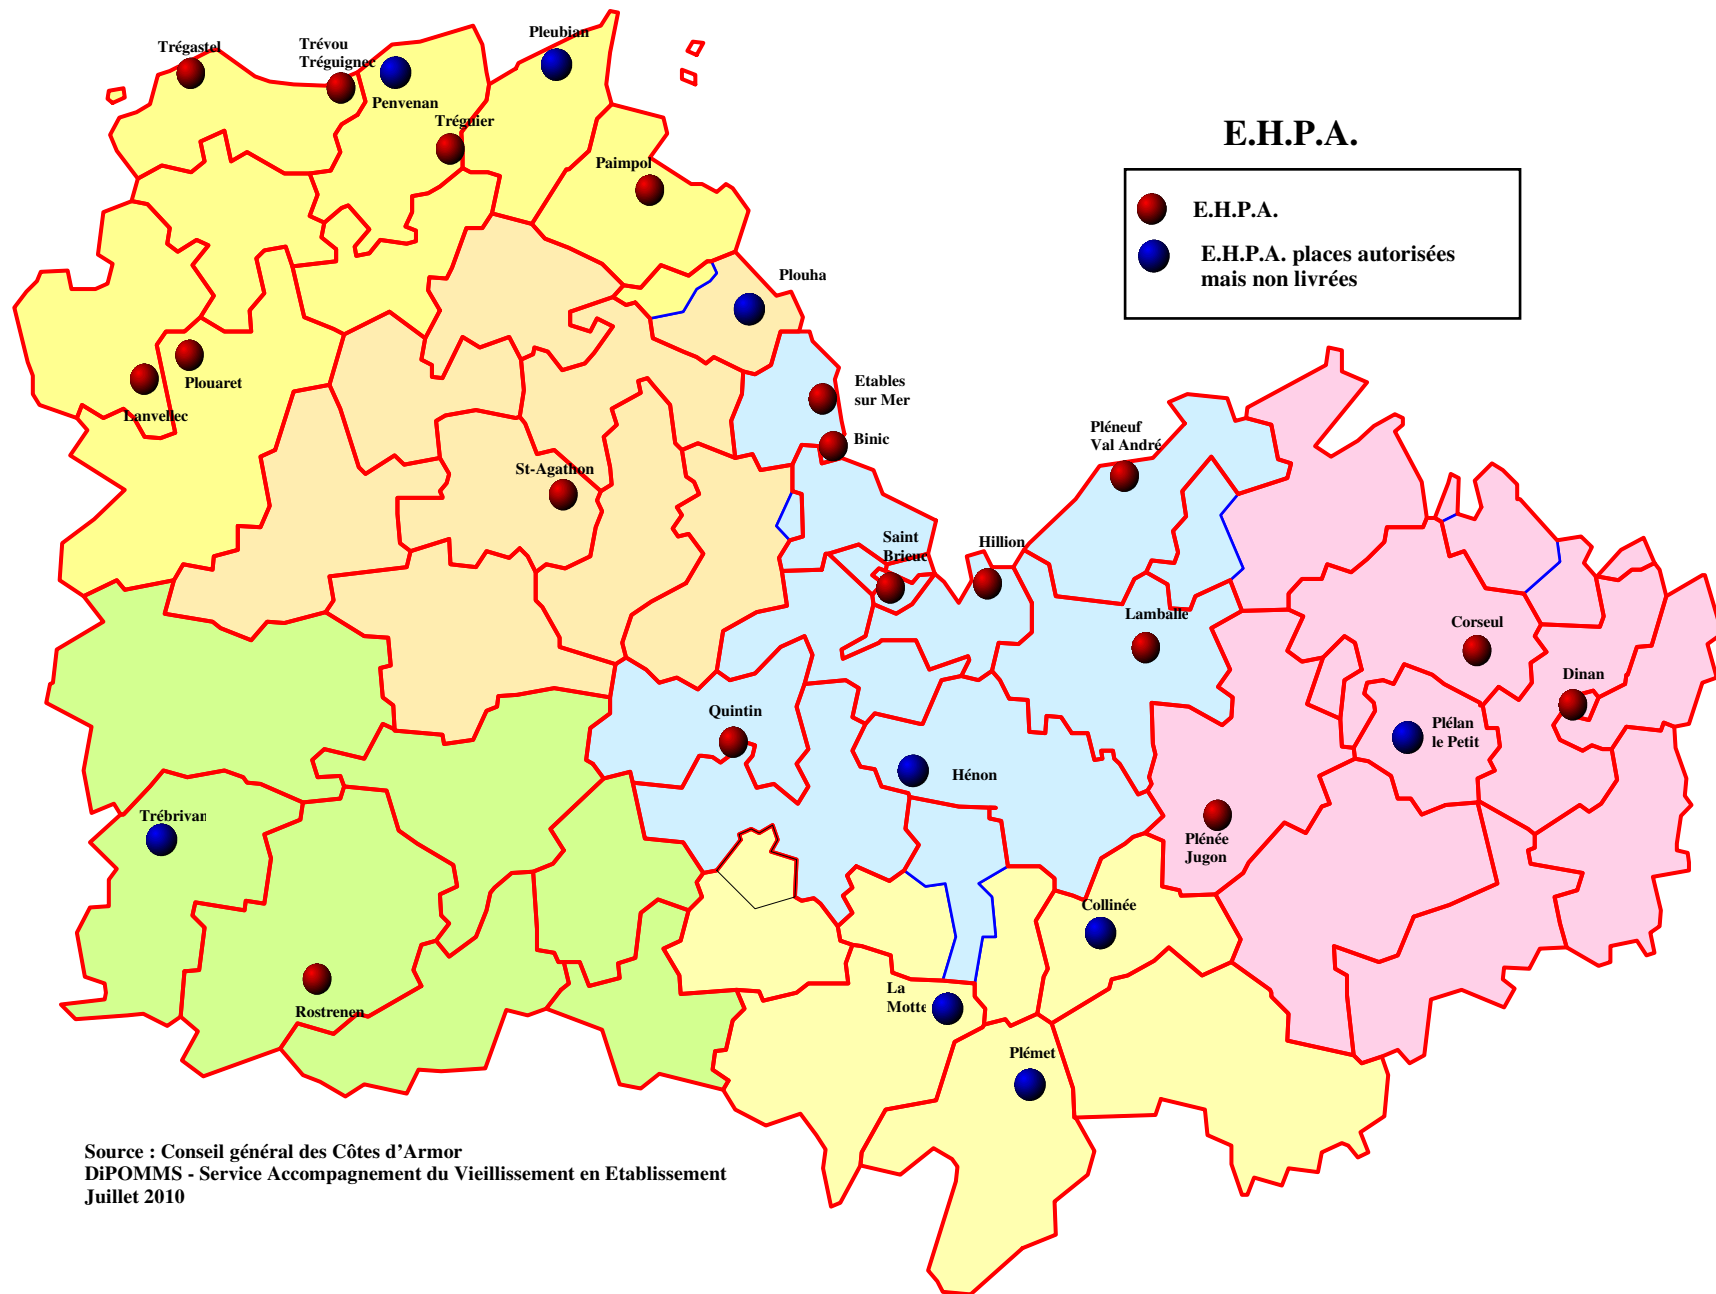 Trégastel
Trévou
Tréguignec
Penvenan
Pleubian
Tréguier
Paimpol
E.H.P.A.
E.H.P.A.
E.H.P.A. places autorisées
mais non livrées
Plouha
Plouaret
Lanvellec
Etables
sur Mer
Binic
Pléneuf
Val André
St-Agathon
Saint
Brieuc
Hillion
Lamballe
Corseul
Dinan
Quintin
Plélan
le Petit
Hénon
Trébrivan
Plénée
Jugon
Collinée
Rostrenen
La
Motte
Plémet
Source : Conseil général des Côtes d'Armor
DiPOMMS - Service Accompagnement du Vieillissement en Etablissement
Juillet 2010